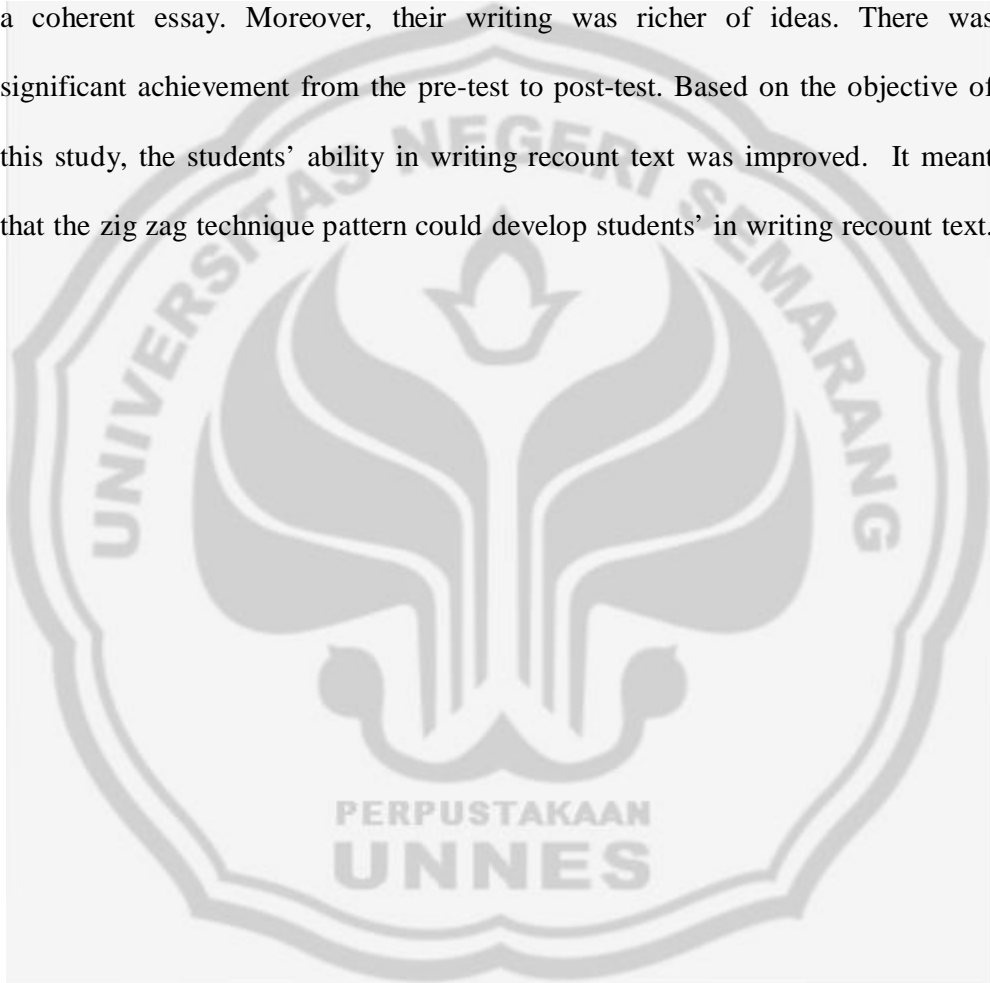 a coherent essay. Moreover, their writing was richer of ideas. There was
significant achievement from the pre-test to post-test. Based on the objective of
this study, the students’ ability in writing recount text was improved. It meant
that the zig zag technique pattern could develop students’ in writing recount text.
UNIVERSITAS NEGERI SEMARANG
PERPUSTAKAAN
UNNES